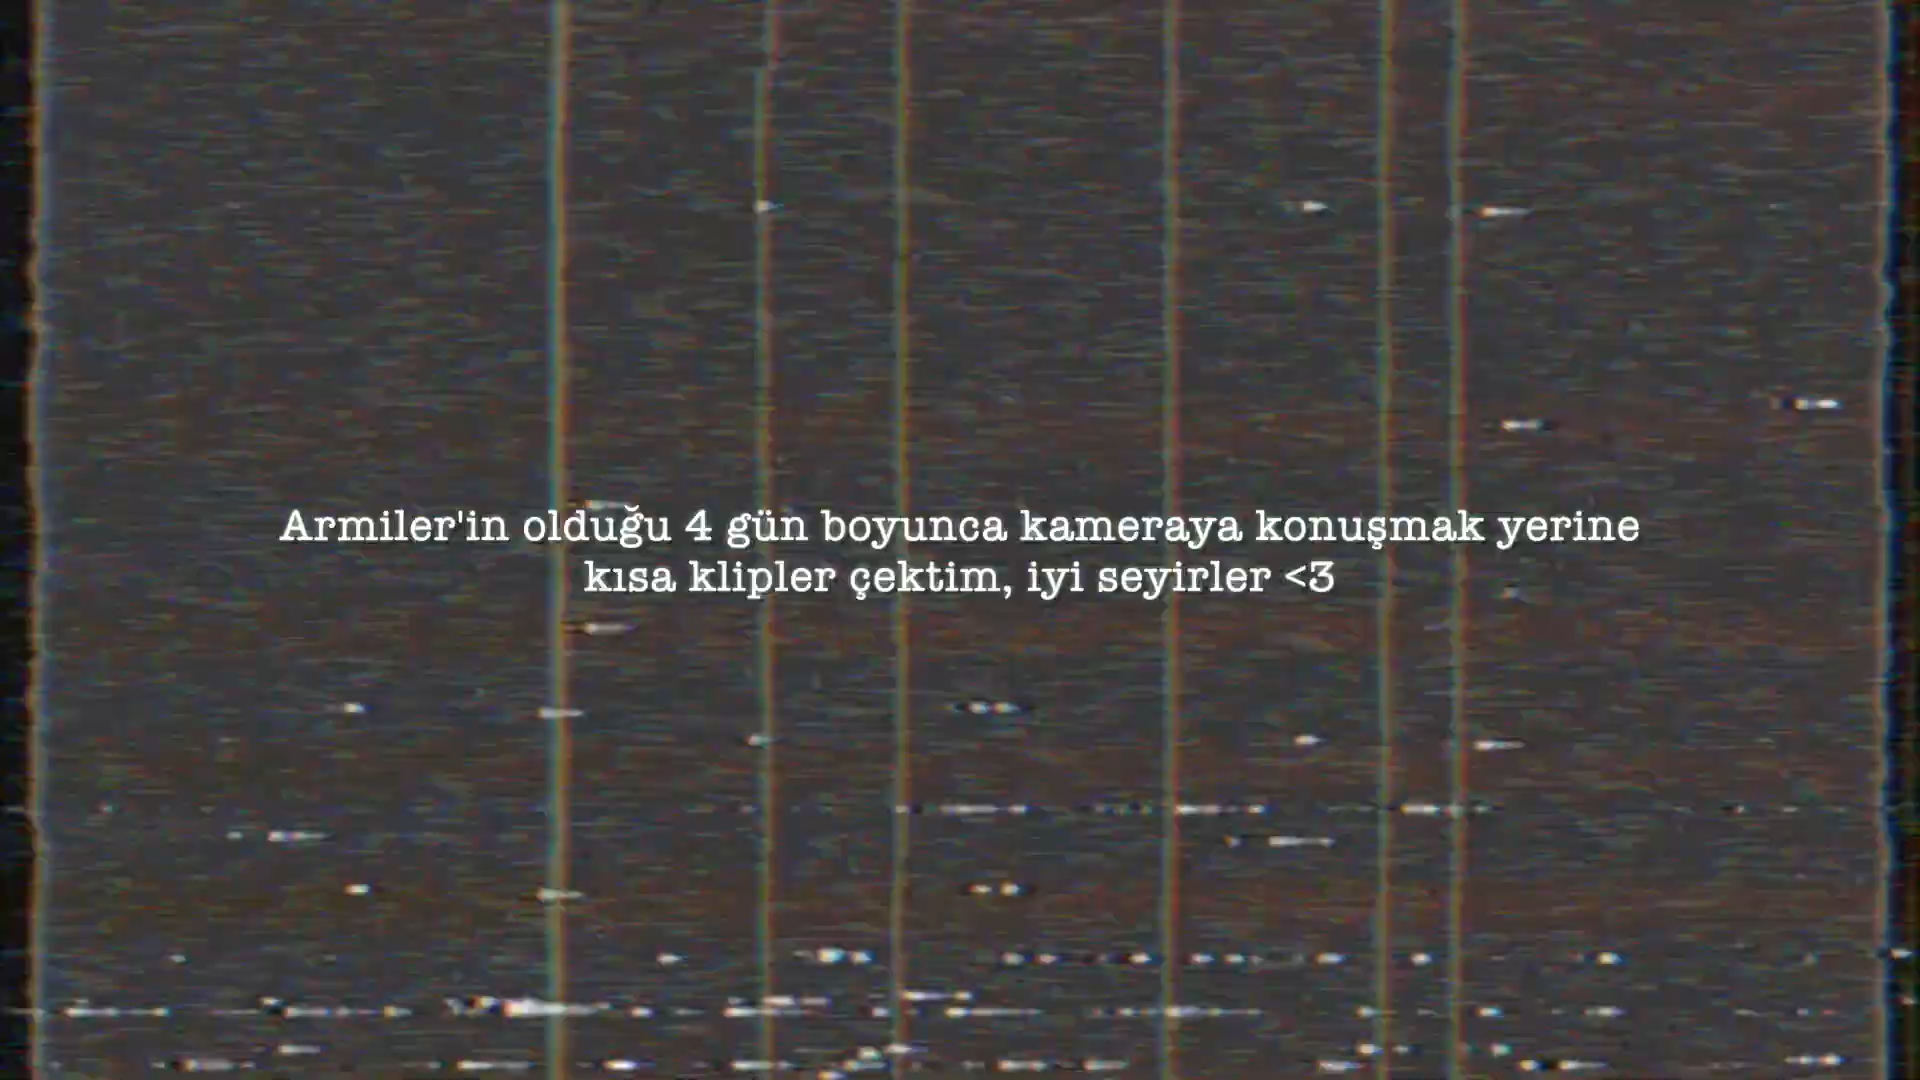 Armiler'in olduğu 4 gün boyunca kameraya konuşmak yerine
kısa klipler çektim, iyi seyirler <3